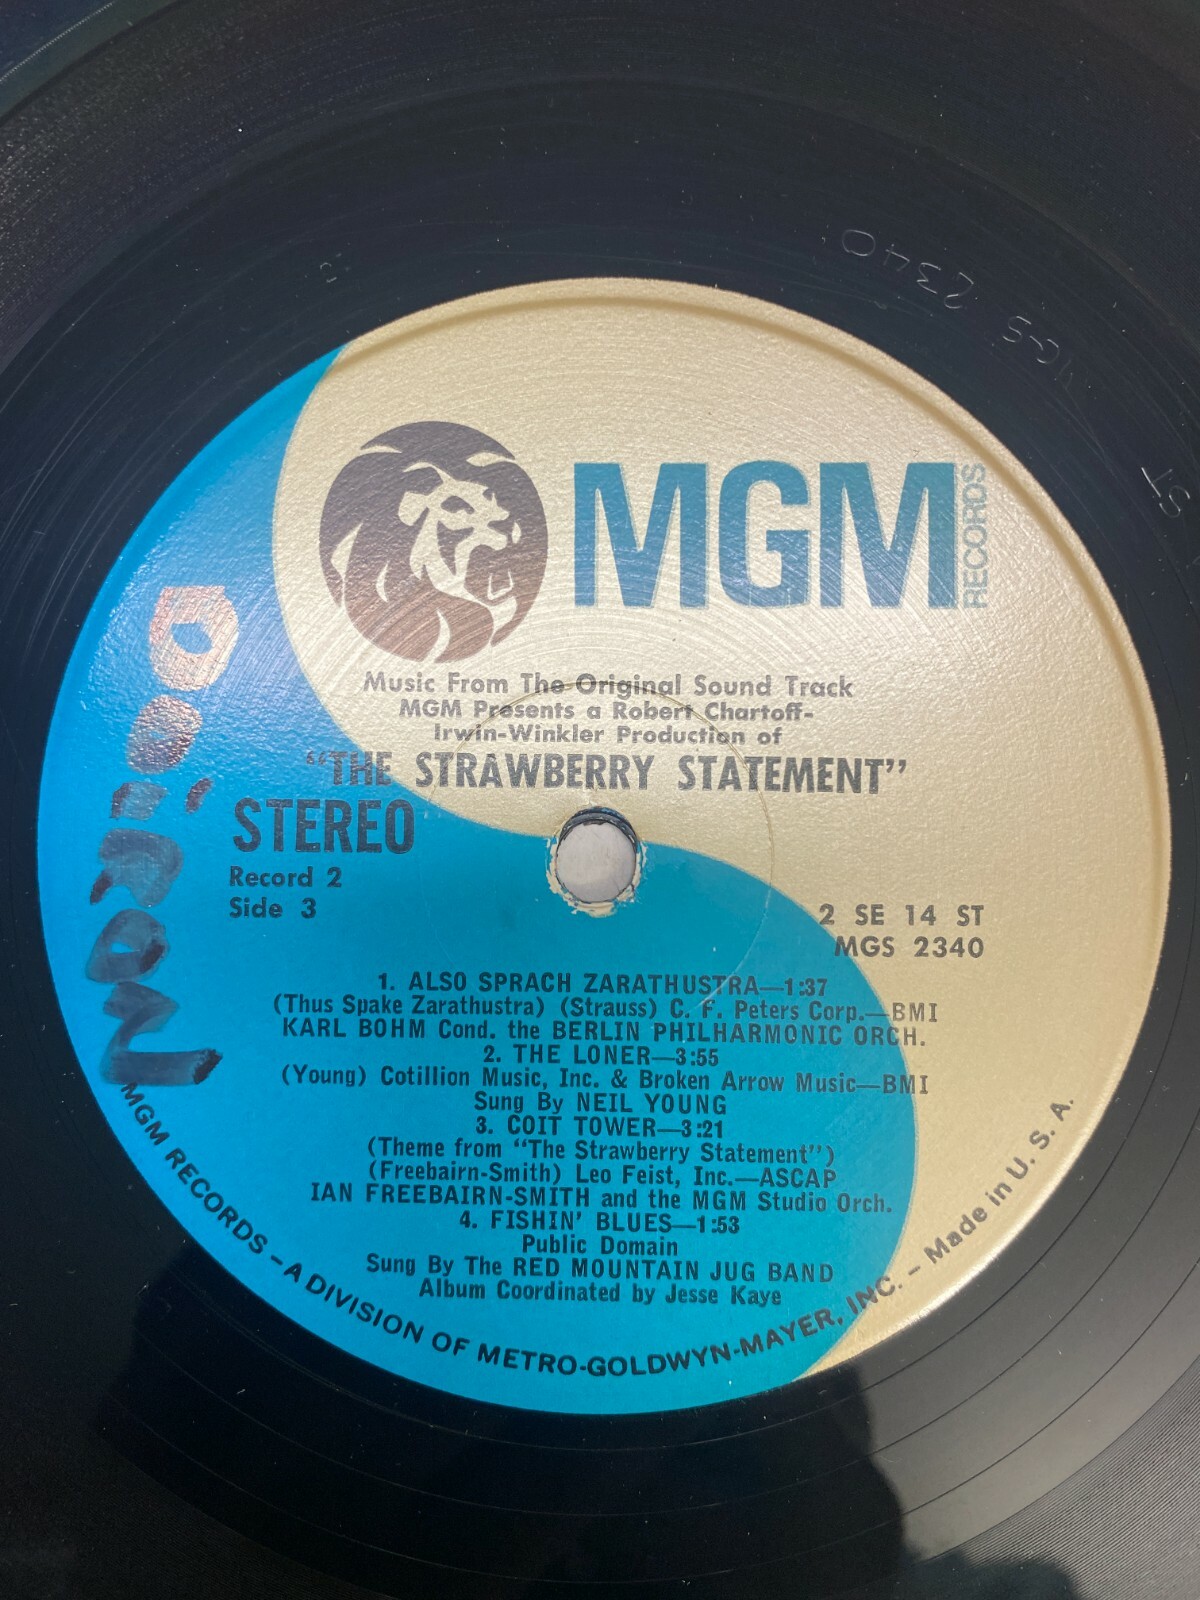 MGS 2340
ST
MGM
RECORDS
Music From The Original Sound Track
MGM Presents a Robert Chartoff-
Irwin-Winkler Production of
“THE STRAWBERRY STATEMENT”
STEREO
Record 2
Side 3
2 SE 14 ST
MGS 2340
1. ALSO SPRACH ZARATHUSTRA—1:37
(Thus Spake Zarathustra) (Strauss) C. F. Peters Corp.—BMI
KARL BOHM Cond. the BERLIN PHILHARMONIC ORCH.
2. THE LONER—3:55
(Young) Cotillion Music, Inc. & Broken Arrow Music—BMI
Sung By NEIL YOUNG
3. COIT TOWER—3:21
(Theme from “The Strawberry Statement”)
(Freebairn-Smith) Leo Feist, Inc.—ASCAP
IAN FREEBAIRN-SMITH and the MGM Studio Orch.
4. FISHIN' BLUES—1:53
Public Domain
Sung By The RED MOUNTAIN JUG BAND
Album Coordinated by Jesse Kaye
MGM RECORDS – A DIVISION OF METRO-GOLDWYN-MAYER, INC. – Made in U. S. A.